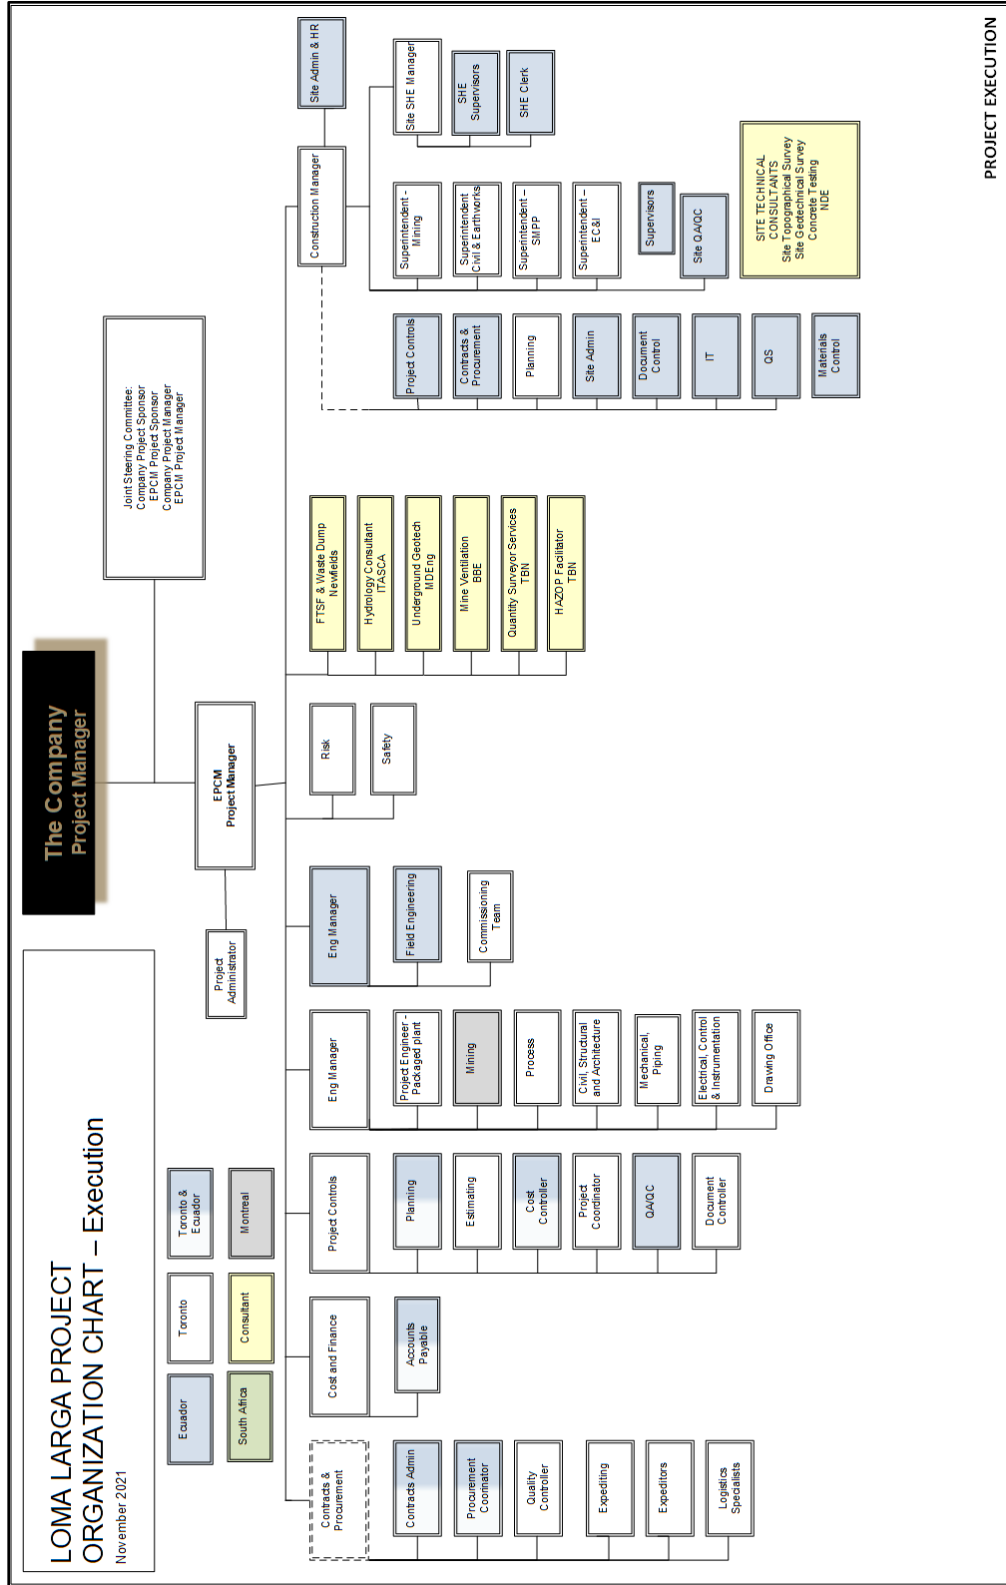 LOMA LARGA PROJECT
ORGANIZATION CHART – Execution
November 2021
Ecuador
Toronto
Toronto &
Ecuador
South Africa
Consultant
Montreal
The Company
Project Manager
Joint Steering Committee:
Company Project Sponsor
EPCM Project Sponsor
Company Project Manager
EPCM Project Manager
EPCM
Project Manager
Project
Administrator
Contracts &
Procurement
Contracts Admin
Procurement
Coorinator
Quality
Controller
Expediting
Expeditors
Logistics
Specialists
Cost and Finance
Accounts
Payable
Project Controls
Planning
Estimating
Cost
Controller
Project
Coordinator
QA/QC
Document
Controller
Eng Manager
Project Engineer -
Packaged plant
Mining
Process
Civil, Structural
and Architecture
Mechanical,
Piping
Electrical, Control
& Instrumentation
Drawing Office
Eng Manager
Field Engineering
Commissioning
Team
Risk
Safety
FTSF & Waste Dump
Newfields
Hydrology Consultant
ITASCA
Underground Geotech
MDEng
Mine Ventilation
BBE
Quantity Surveyor Services
TBN
HAZOP Facilitator
TBN
Construction Manager
Site Admin & HR
Project Controls
Contracts &
Procurement
Planning
Site Admin
Document
Control
IT
QS
Materials
Control
Superintendent -
Mining
Superintendent
Civil & Earthworks
Superintendent –
SMPP
Superintendent –
EC&I
Supervisors
Site QA/QC
Site SHE Manager
SHE
Supervisors
SHE Clerk
SITE TECHNICAL
CONSULTANTS
Site Topographical Survey
Site Geotechnical Survey
Concrete Testing
NDE
PROJECT EXECUTION